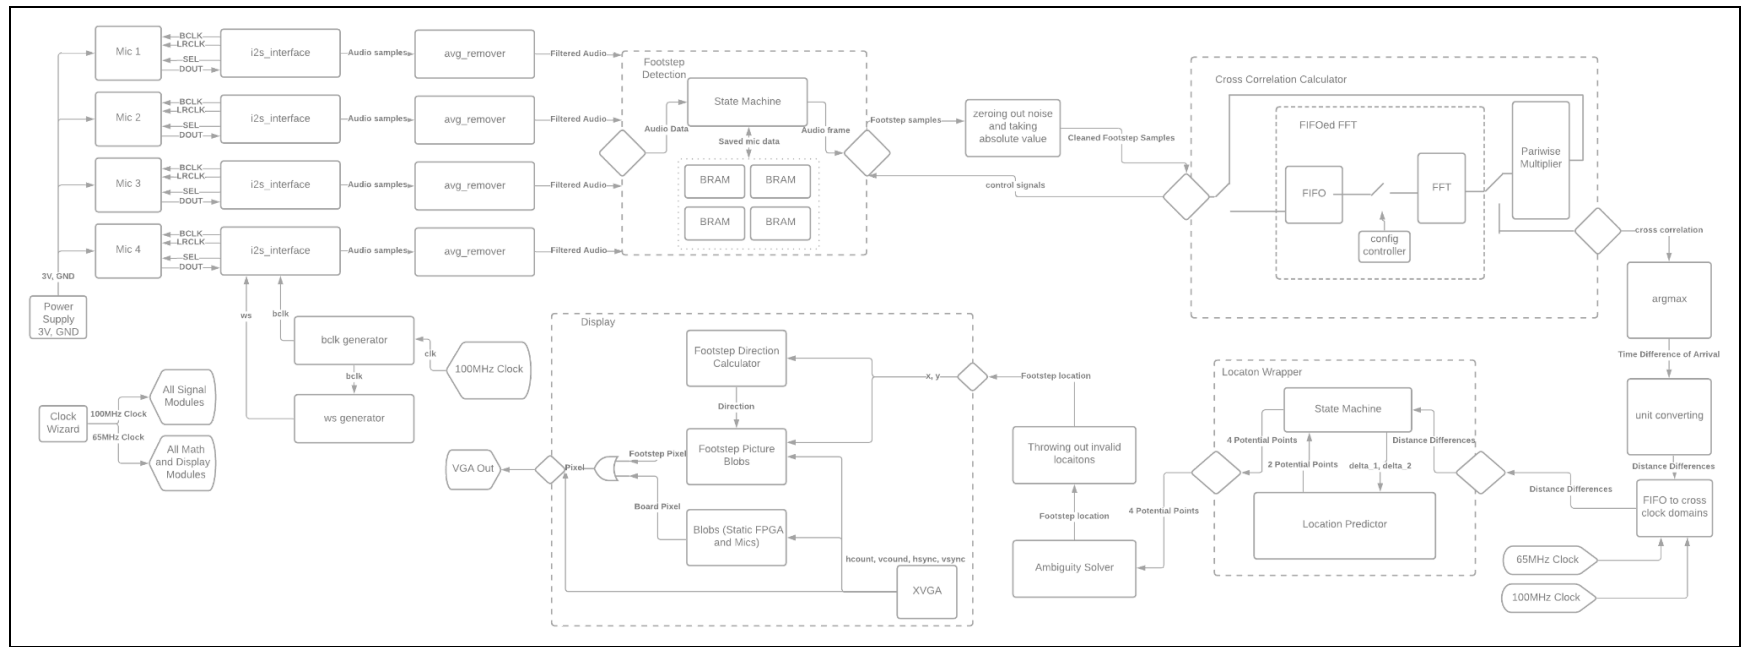 Mic 1
BCLK
LRCLK
SEL
DOUT
i2s_interface
Audio samples
avg_remover
Filtered Audio
Mic 2
BCLK
LRCLK
SEL
DOUT
i2s_interface
Audio samples
avg_remover
Filtered Audio
Mic 3
BCLK
LRCLK
SEL
DOUT
i2s_interface
Audio samples
avg_remover
Filtered Audio
Mic 4
BCLK
LRCLK
SEL
DOUT
i2s_interface
Audio samples
avg_remover
Filtered Audio
3V, GND
Power
Supply
3V, GND
ws
bclk
bclk generator
clk
100MHz Clock
bclk
ws generator
Clock
Wizard
100MHz Clock
65MHz Clock
All Signal
Modules
All Math
and Display
Modules
Footstep
Detection
State Machine
Audio Data
Audio frame
Saved mic data
BRAM
BRAM
BRAM
BRAM
Footstep samples
zeroing out noise
and taking
absolute value
Cleaned Footstep Samples
control signals
Cross Correlation Calculator
FIFOed FFT
FIFO
FFT
config
controller
Pariwise
Multiplier
cross correlation
argmax
Time Difference of Arrival
unit converting
Distance Differences
FIFO to cross
clock domains
65MHz Clock
100MHz Clock
Distance Differences
Locaton Wrapper
State Machine
4 Potential Points
Distance Differences
2 Potential Points
delta_1, delta_2
Location Predictor
4 Potential Points
Ambiguity Solver
Footstep location
Throwing out invalid
locaitons
Footstep location
Display
x, y
Footstep Direction
Calculator
Direction
Footstep Picture
Blobs
Footstep Pixel
Pixel
VGA Out
Board Pixel
Blobs (Static FPGA
and Mics)
hcount, vcound, hsync, vsync
XVGA